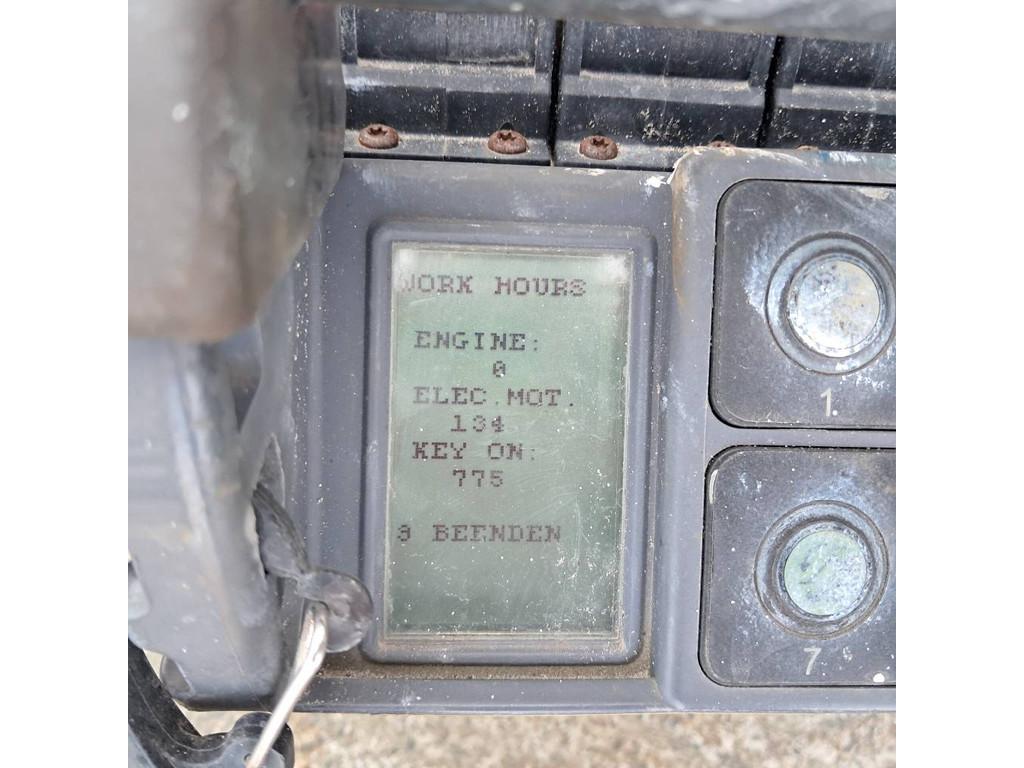 WORK HOURS
ENGINE:
0
ELEC.MOT.
134
KEY ON:
775
9 BEENDEN
1
7